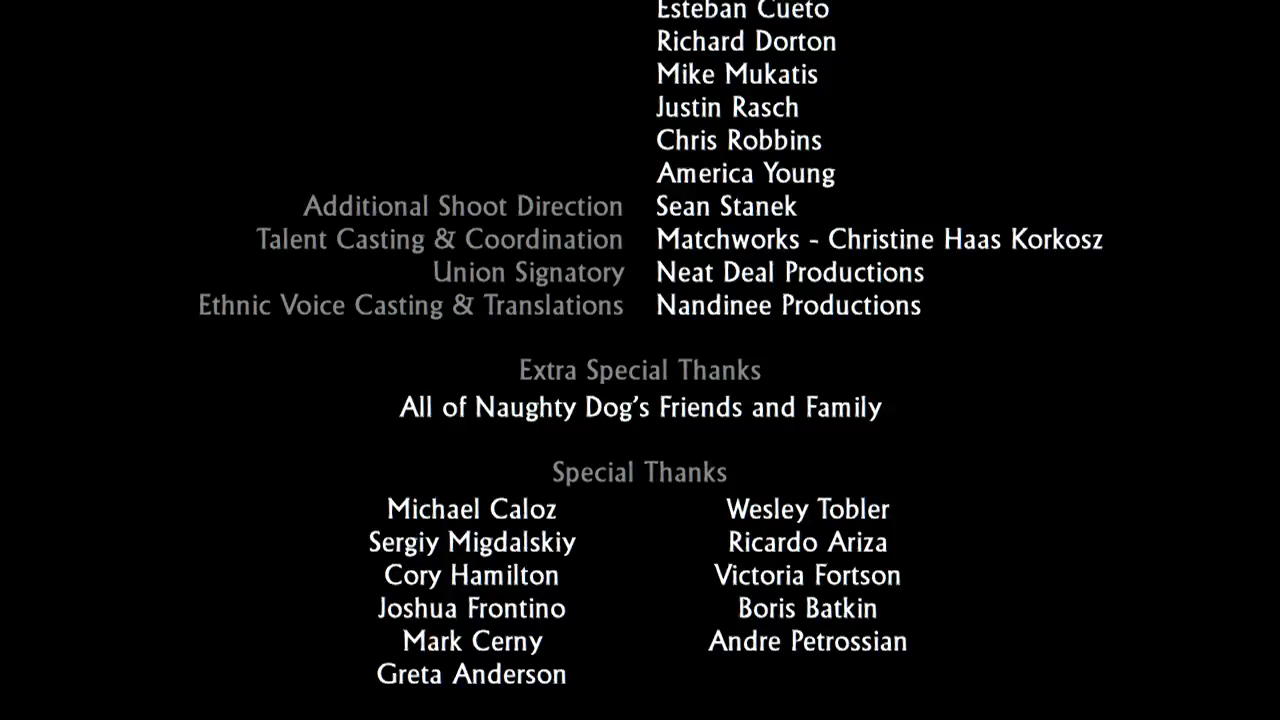 Esteban Cueto
Richard Dorton
Mike Mukatis
Justin Rasch
Chris Robbins
America Young
Additional Shoot Direction Sean Stanek
Talent Casting & Coordination Matchworks - Christine Haas Korkosz
Union Signatory Neat Deal Productions
Ethnic Voice Casting & Translations Nandinee Productions
Extra Special Thanks
All of Naughty Dog’s Friends and Family
Special Thanks
Michael Caloz Wesley Tobler
Sergiy Migdalskiy Ricardo Ariza
Cory Hamilton Victoria Fortson
Joshua Frontino Boris Batkin
Mark Cerny Andre Petrossian
Greta Anderson